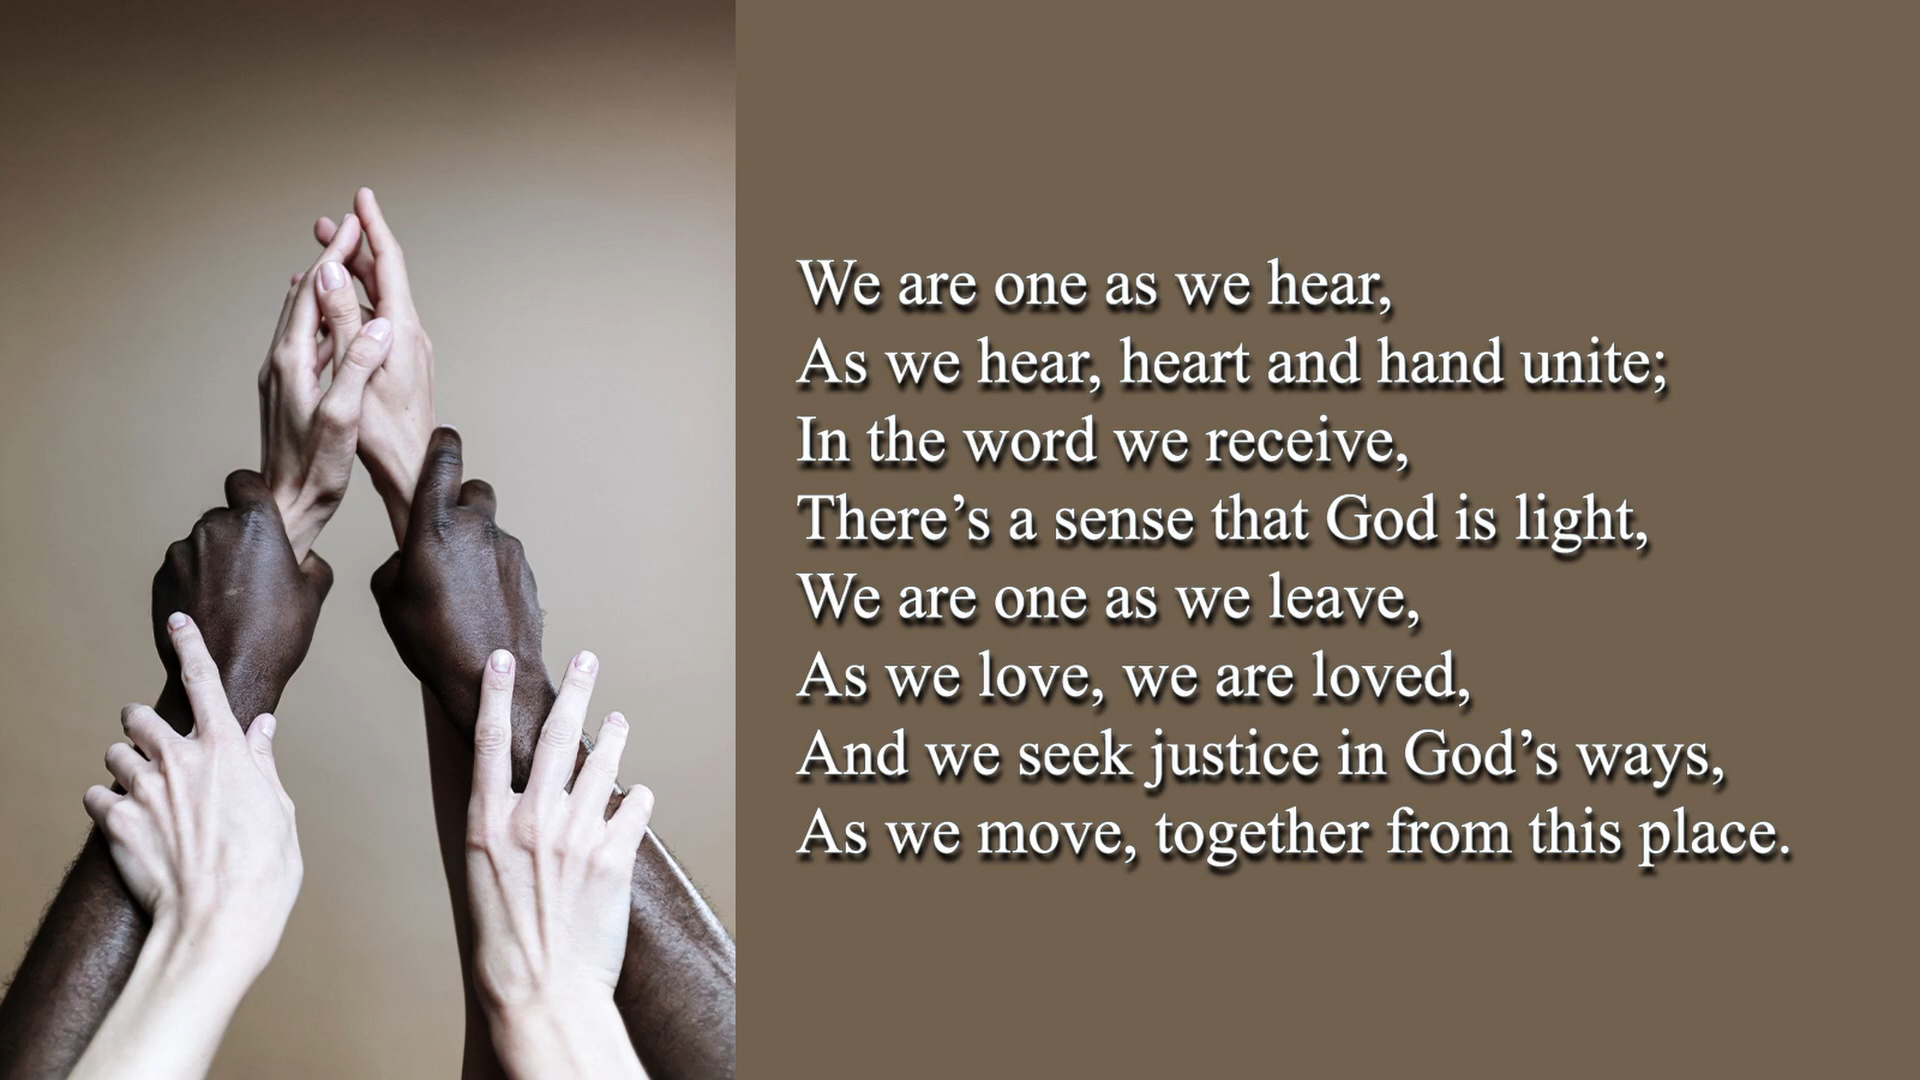 We are one as we hear,
As we hear, heart and hand unite;
In the word we receive,
There’s a sense that God is light,
We are one as we leave,
As we love, we are loved,
And we seek justice in God’s ways,
As we move, together from this place.